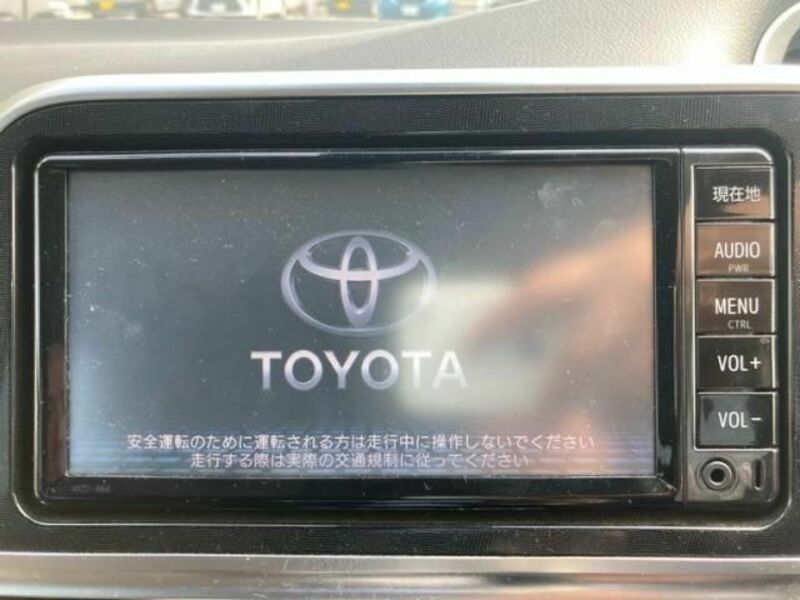 現在地
AUDIO
PWR
MENU
CTRL
VOL+
VOL-
TOYOTA
安全運転のために運転される方は走行中に操作しないでください
走行する際は実際の交通規制に従ってください